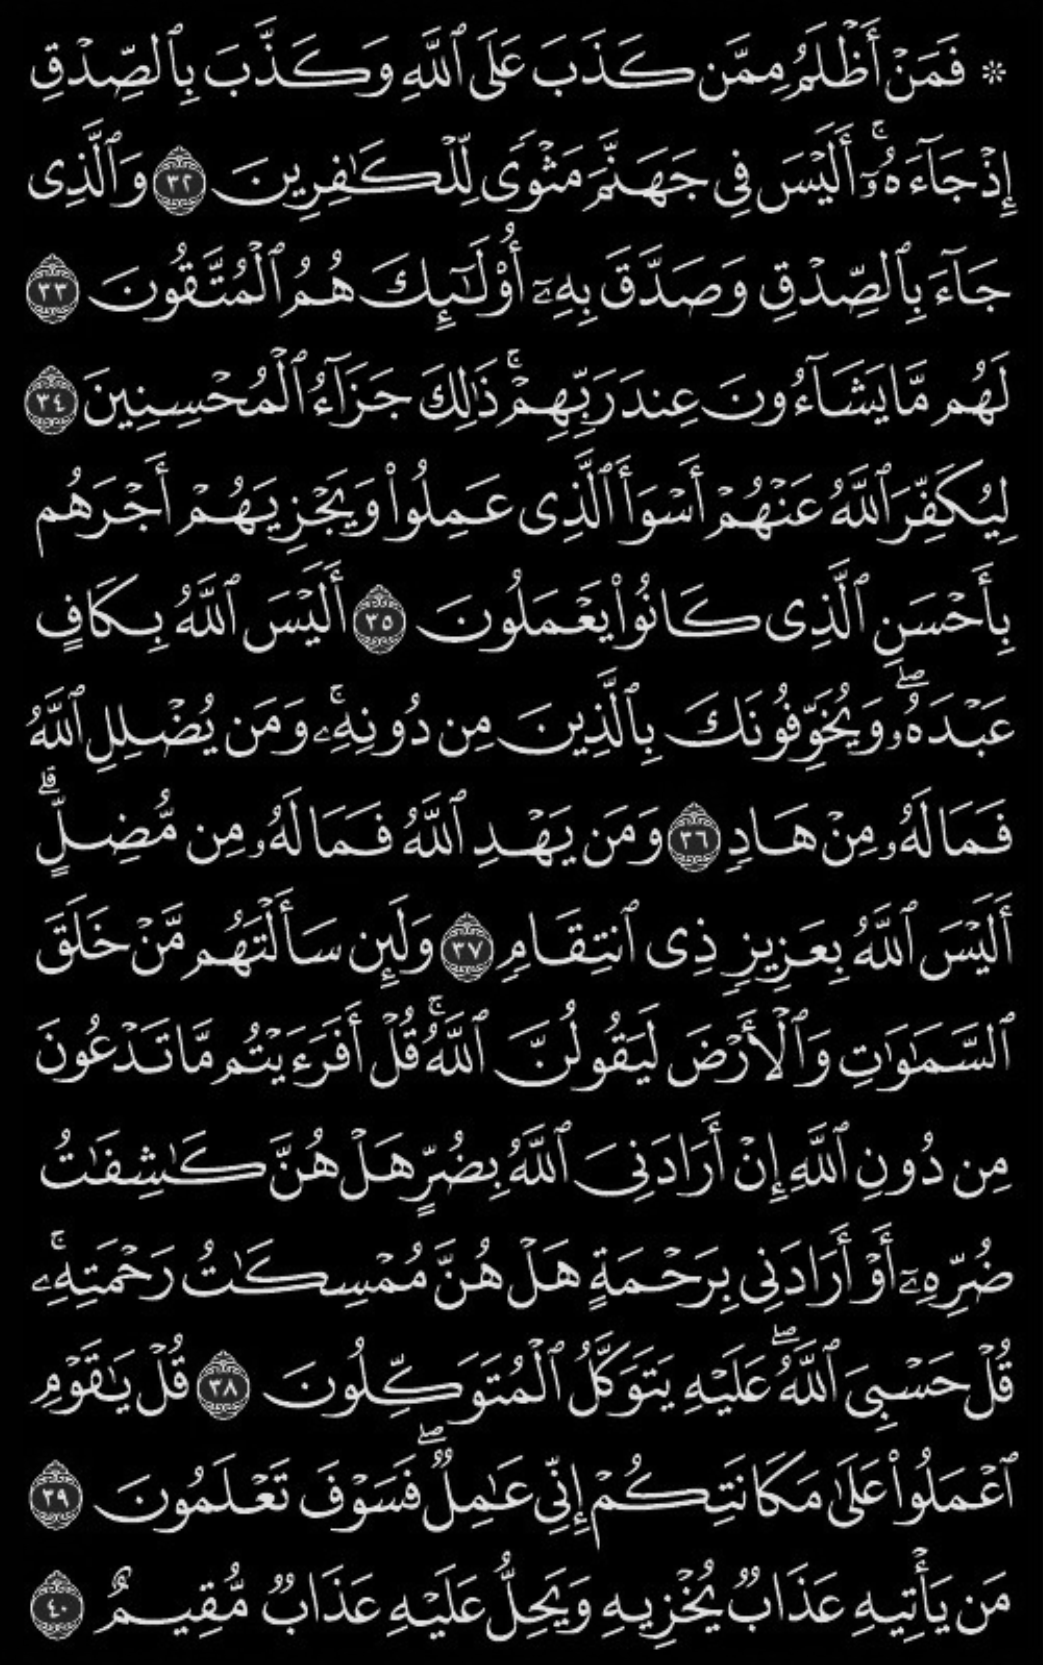 ۞ فَمَنْ أَظْلَمُ مِمَّن كَذَبَ عَلَى ٱللَّهِ وَكَذَّبَ بِٱلصِّدْقِ
إِذْ جَآءَهُۥٓۚ أَلَيْسَ فِى جَهَنَّمَ مَثْوًى لِّلْكَـٰفِرِينَ ٣٢ وَٱلَّذِى
جَآءَ بِٱلصِّدْقِ وَصَدَّقَ بِهِۦٓ أُوْلَـٰٓئِكَ هُمُ ٱلْمُتَّقُونَ ٣٣
لَهُم مَّا يَشَآءُونَ عِندَ رَبِّهِمْۚ ذَٰلِكَ جَزَآءُ ٱلْمُحْسِنِينَ ٣٤
لِيُكَفِّرَ ٱللَّهُ عَنْهُمْ أَسْوَأَ ٱلَّذِى عَمِلُوا۟ وَيَجْزِيَهُمْ أَجْرَهُم
بِأَحْسَنِ ٱلَّذِى كَانُوا۟ يَعْمَلُونَ ٣٥ أَلَيْسَ ٱللَّهُ بِكَافٍ
عَبْدَهُۥۖ وَيُخَوِّفُونَكَ بِٱلَّذِينَ مِن دُونِهِۦۚ وَمَن يُضْلِلِ ٱللَّهُ
فَمَا لَهُۥ مِنْ هَادٍ ٣٦ وَمَن يَهْدِ ٱللَّهُ فَمَا لَهُۥ مِن مُّضِلٍّۗ
أَلَيْسَ ٱللَّهُ بِعَزِيزٍ ذِى ٱنتِقَامٍ ٣٧ وَلَئِن سَأَلْتَهُم مَّنْ خَلَقَ
ٱلسَّمَـٰوَٰتِ وَٱلْأَرْضَ لَيَقُولُنَّ ٱللَّهُۚ قُلْ أَفَرَءَيْتُم مَّا تَدْعُونَ
مِن دُونِ ٱللَّهِ إِنْ أَرَادَنِىَ ٱللَّهُ بِضُرٍّ هَلْ هُنَّ كَـٰشِفَـٰتُ
ضُرِّهِۦٓ أَوْ أَرَادَنِى بِرَحْمَةٍ هَلْ هُنَّ مُمْسِكَـٰتُ رَحْمَتِهِۦۚ
قُلْ حَسْبِىَ ٱللَّهُۖ عَلَيْهِ يَتَوَكَّلُ ٱلْمُتَوَكِّلُونَ ٣٨ قُلْ يَـٰقَوْمِ
ٱعْمَلُوا۟ عَلَىٰ مَكَانَتِكُمْ إِنِّى عَـٰمِلٌۖ فَسَوْفَ تَعْلَمُونَ ٣٩
مَن يَأْتِيهِ عَذَابٌ يُخْزِيهِ وَيَحِلُّ عَلَيْهِ عَذَابٌ مُّقِيمٌ ٤٠